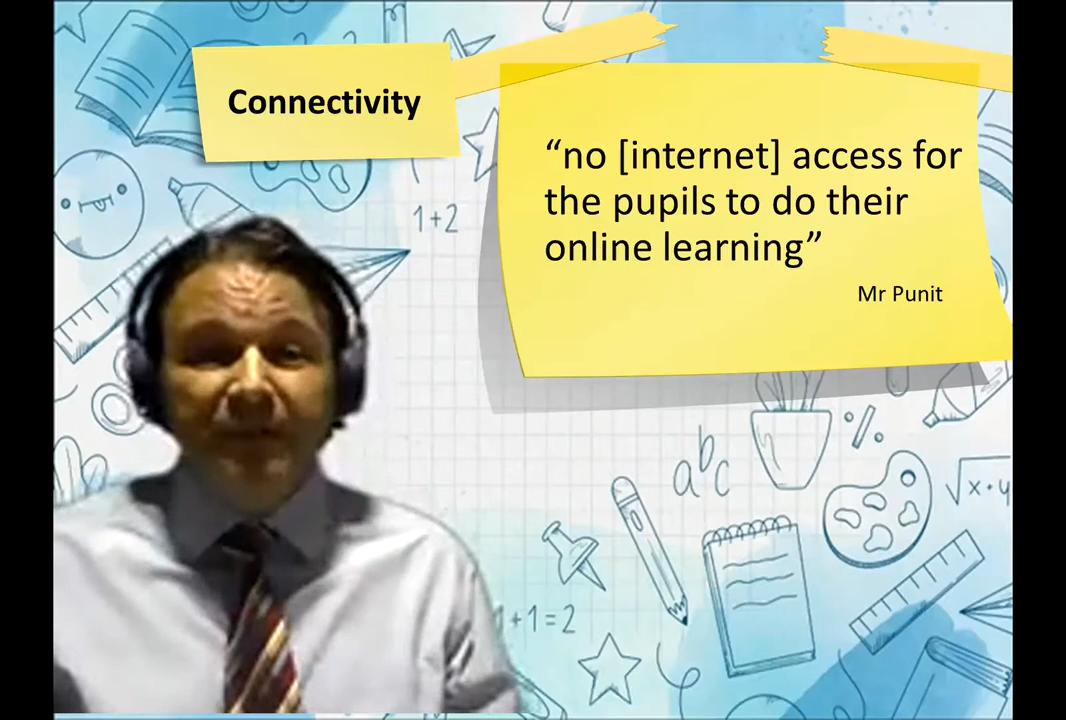 Connectivity
“no [internet] access for
the pupils to do their
online learning”
Mr Punit
1+2
abc
%
√x+y
1+1=2